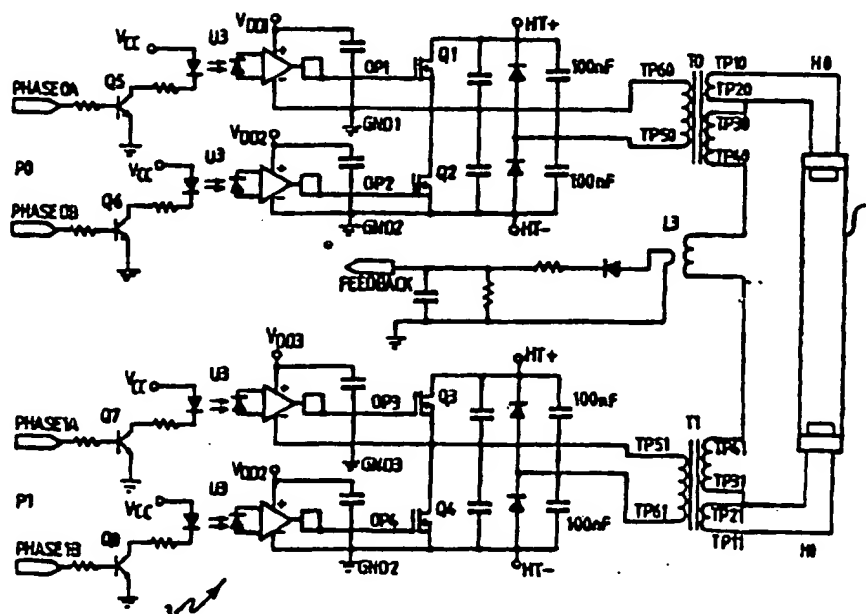 VDD1
HT+
VCC
U3
OP1
Q1
100nF
TP60
T0
TP10
H0
PHASE0A
Q5
TP20
GND1
TP50
TP30
VDD2
TP40
P0
VCC
U3
Q2
100nF
Q6
OP2
PHASE0B
GND2
HT-
L3
FEEDBACK
VDD3
HT+
VCC
U3
OP3
Q3
100nF
T1
PHASE1A
Q7
TP51
TP31
GND3
VDD2
P1
VCC
U3
Q4
TP61
TP21
OP4
100nF
TP11
Q8
H0
PHASE1B
GND2
HT-